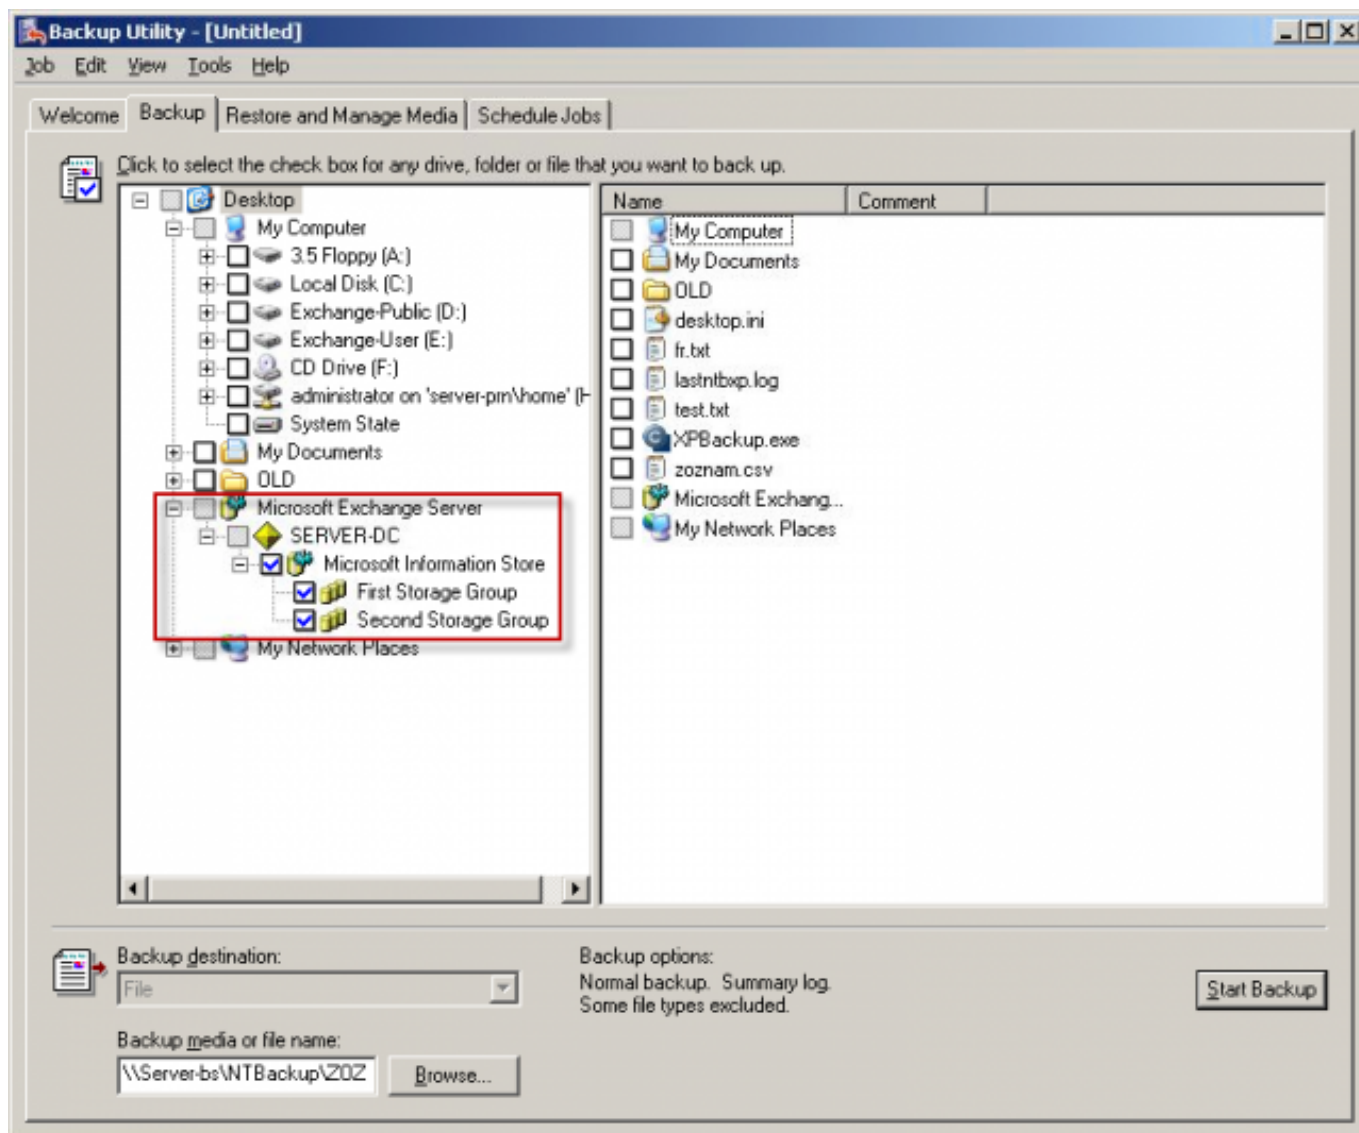 Backup Utility - [Untitled]
Job Edit View Tools Help
Welcome Backup Restore and Manage Media Schedule Jobs
Click to select the check box for any drive, folder or file that you want to back up.
Desktop
My Computer
3.5 Floppy (A:)
Local Disk (C:)
Exchange-Public (D:)
Exchange-User (E:)
CD Drive (F:)
administrator on 'server-prn\home' (H
System State
My Documents
OLD
Microsoft Exchange Server
SERVER-DC
Microsoft Information Store
First Storage Group
Second Storage Group
My Network Places
Name Comment
My Computer
My Documents
OLD
desktop.ini
fr.txt
lastntbxp.log
test.txt
XPBackup.exe
zoznam.csv
Microsoft Exchang...
My Network Places
Backup destination:
File
Backup media or file name:
\\Server-bs\NTBackup\ZOZ
Browse...
Backup options:
Normal backup. Summary log.
Some file types excluded.
Start Backup